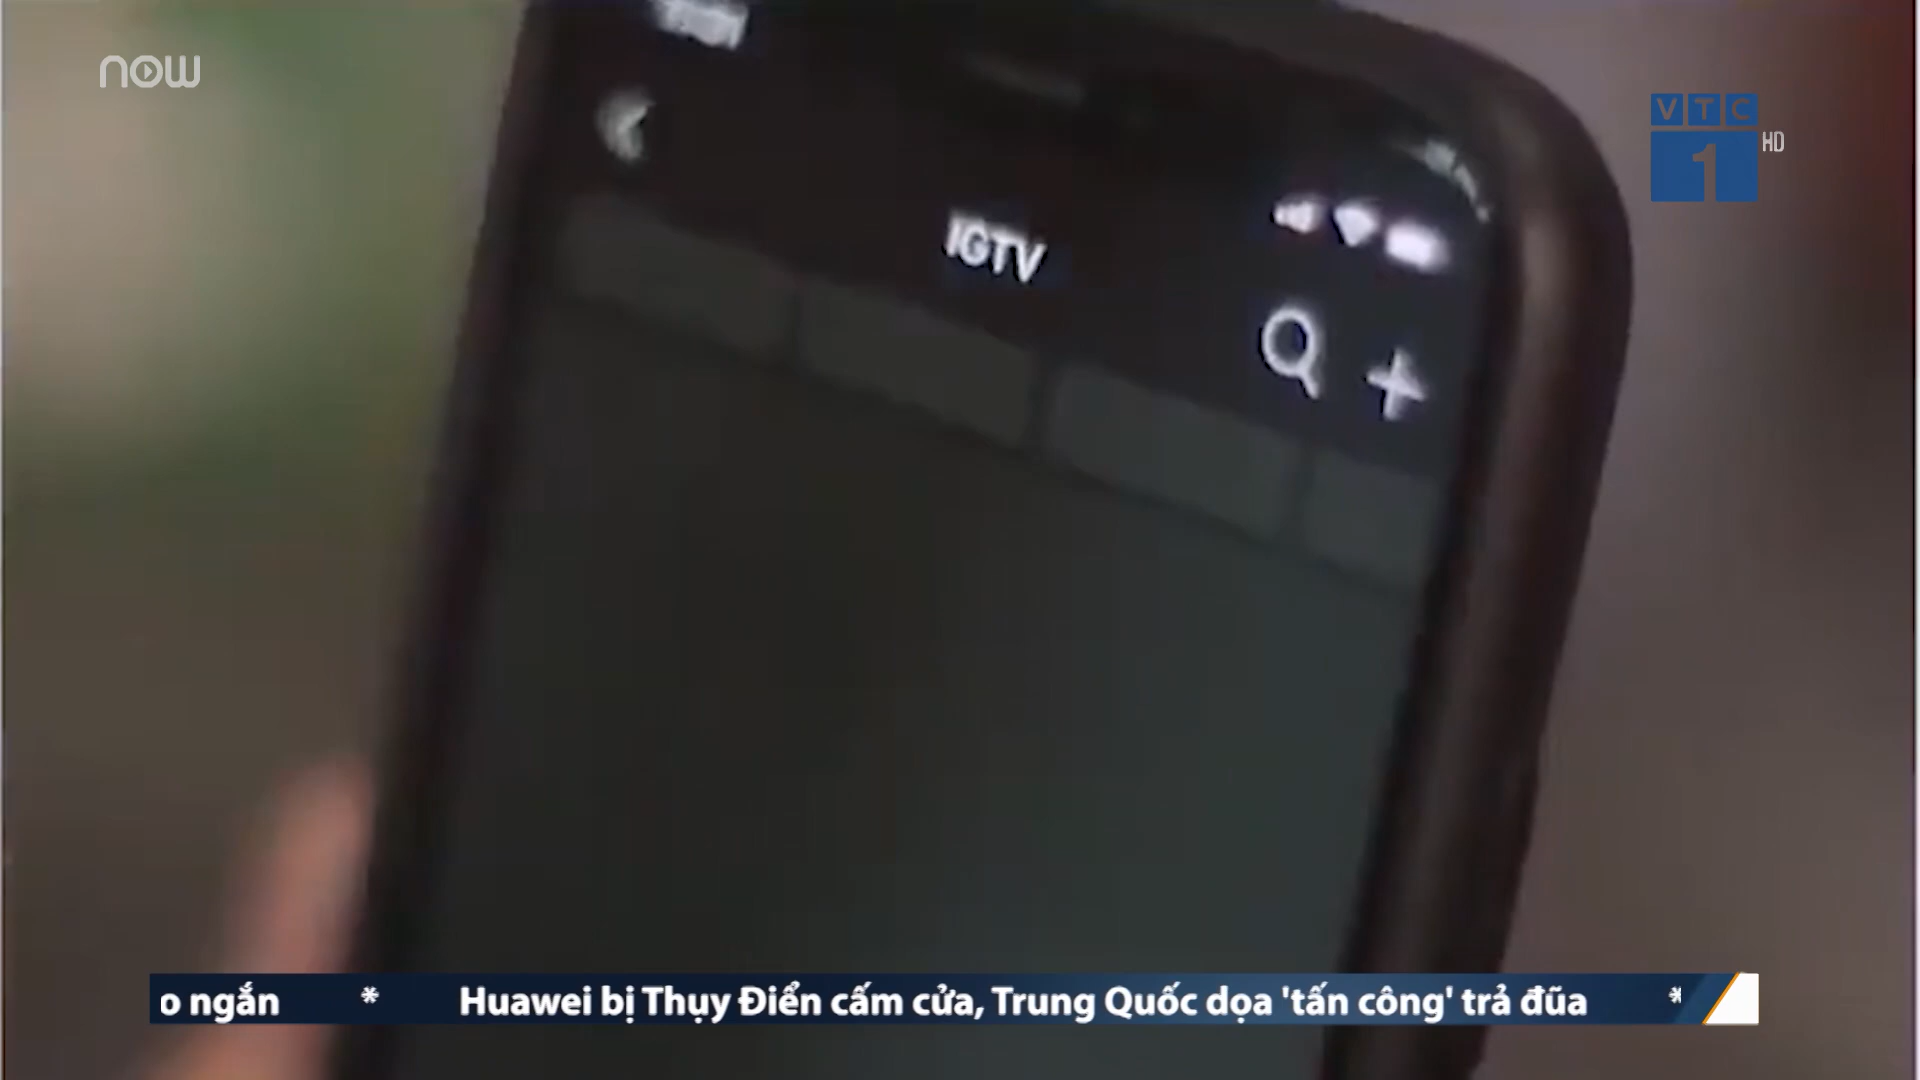 now
VTC
1
HD
IGTV
o ngắn * Huawei bị Thụy Điển cấm cửa, Trung Quốc dọa 'tấn công' trả đũa *